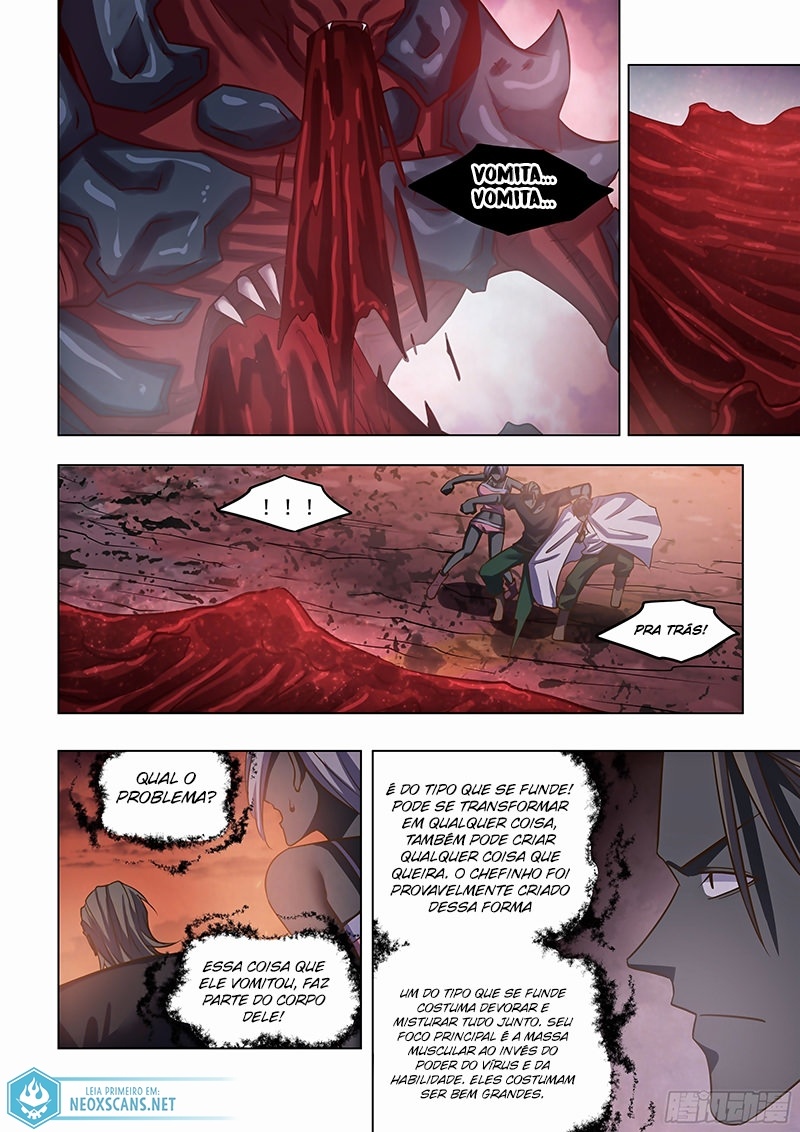 VOMITA...
VOMITA...
！！！
PRA TRÁS!
QUAL O
PROBLEMA?
ESSA COISA QUE
ELE VOMITOU, FAZ
PARTE DO CORPO
DELE!
É DO TIPO QUE SE FUNDE!
PODE SE TRANSFORMAR
EM QUALQUER COISA,
TAMBÉM PODE CRIAR
QUALQUER COISA QUE
QUEIRA. O CHEFINHO FOI
PROVAVELMENTE CRIADO
DESSA FORMA
UM DO TIPO QUE SE FUNDE
COSTUMA DEVORAR E
MISTURAR TUDO JUNTO. SEU
FOCO PRINCIPAL É A MASSA
MUSCULAR AO INVÉS DO
PODER DO VÍRUS E DA
HABILIDADE. ELES COSTUMAM
SER BEM GRANDES.
LEIA PRIMEIRO EM:
NEOXSCANS.NET
腾讯动漫